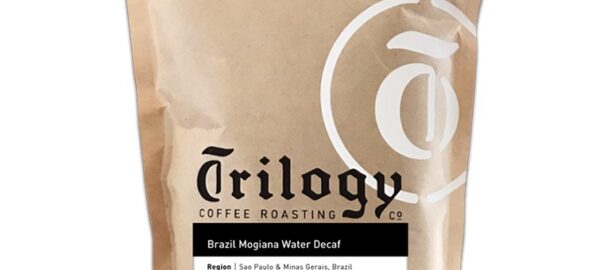 Trilogy
COFFEE ROASTING CO
Brazil Mogiana Water Decaf
Region | Sao Paulo & Minas Gerais, Brazil